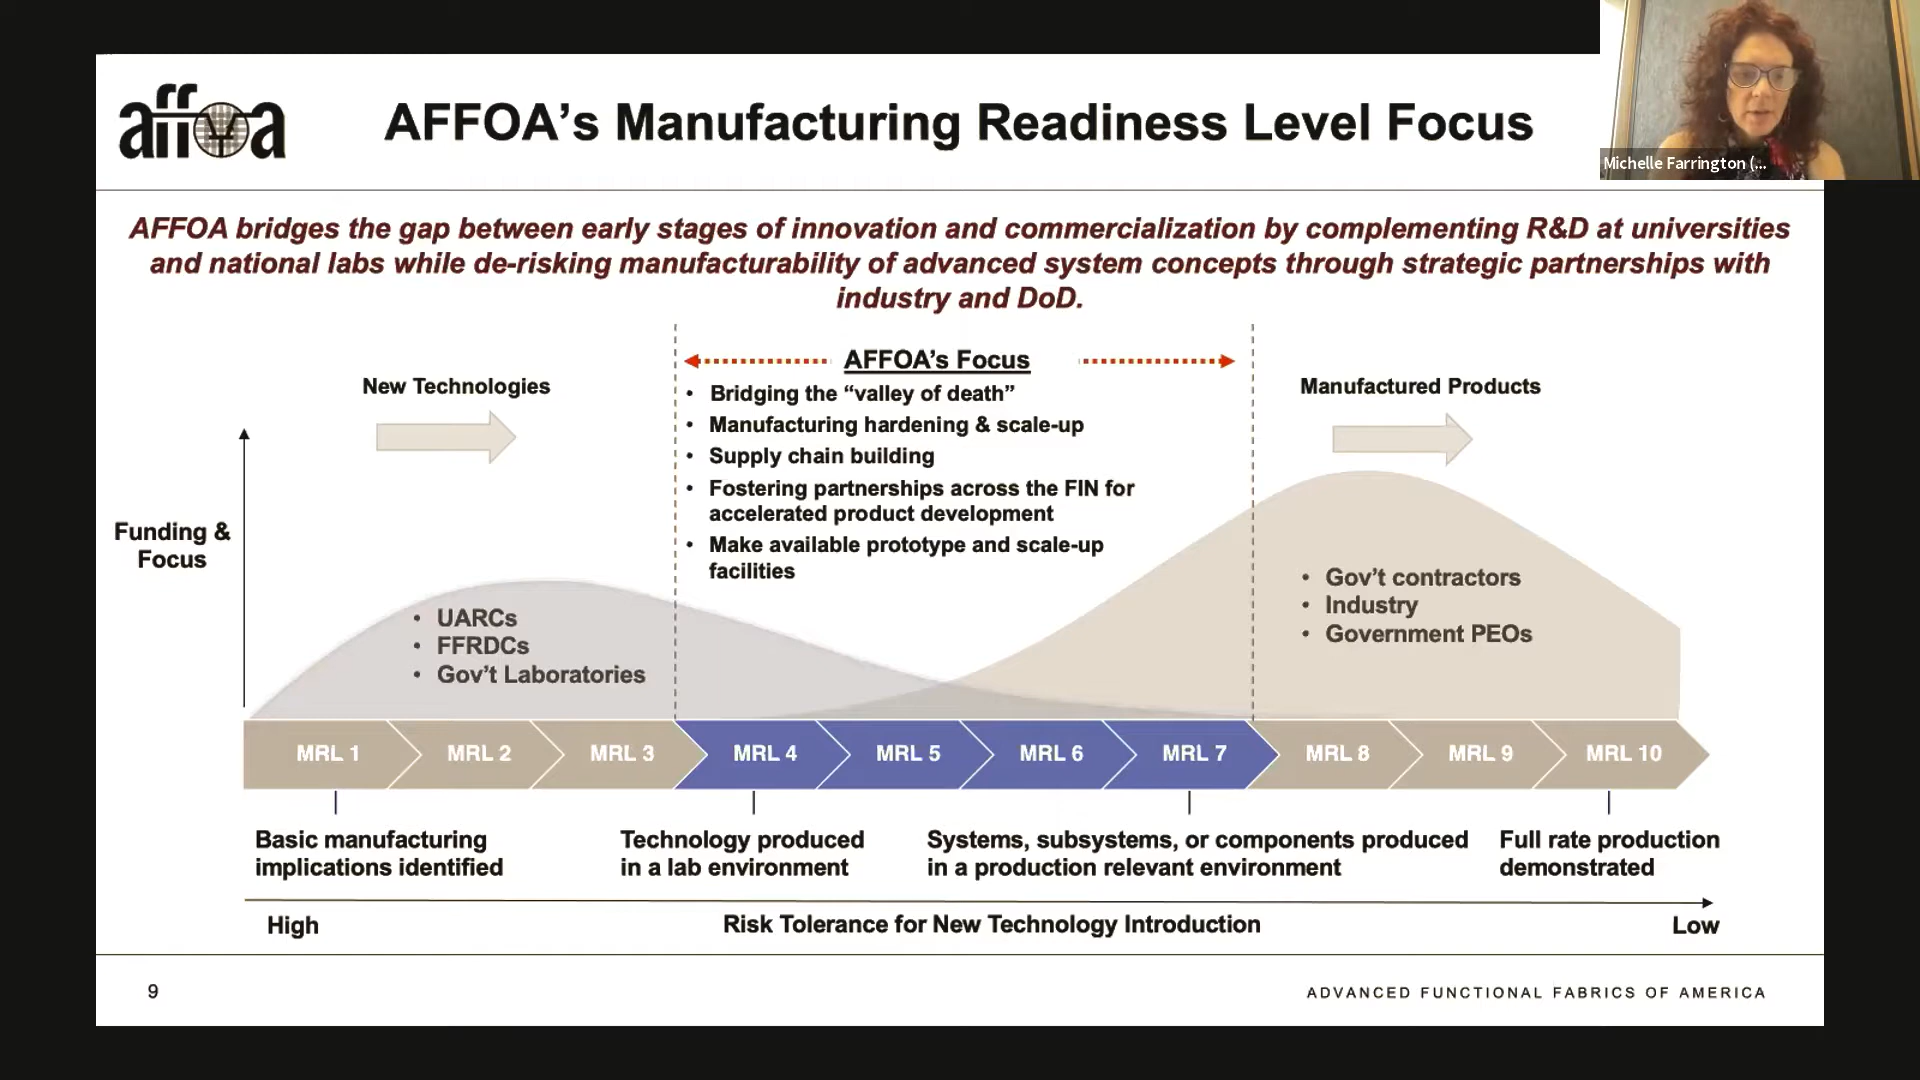 affoa
AFFOA's Manufacturing Readiness Level Focus
Michelle Farrington (...
AFFOA bridges the gap between early stages of innovation and commercialization by complementing R&D at universities
and national labs while de-risking manufacturability of advanced system concepts through strategic partnerships with
industry and DoD.
New Technologies
AFFOA's Focus
• Bridging the “valley of death”
• Manufacturing hardening & scale-up
• Supply chain building
• Fostering partnerships across the FIN for
accelerated product development
• Make available prototype and scale-up
facilities
Manufactured Products
Funding &
Focus
• UARCs
• FFRDCs
• Gov't Laboratories
• Gov't contractors
• Industry
• Government PEOs
MRL 1 MRL 2 MRL 3 MRL 4 MRL 5 MRL 6 MRL 7 MRL 8 MRL 9 MRL 10
Basic manufacturing
implications identified
Technology produced
in a lab environment
Systems, subsystems, or components produced
in a production relevant environment
Full rate production
demonstrated
High Risk Tolerance for New Technology Introduction Low
9
ADVANCED FUNCTIONAL FABRICS OF AMERICA